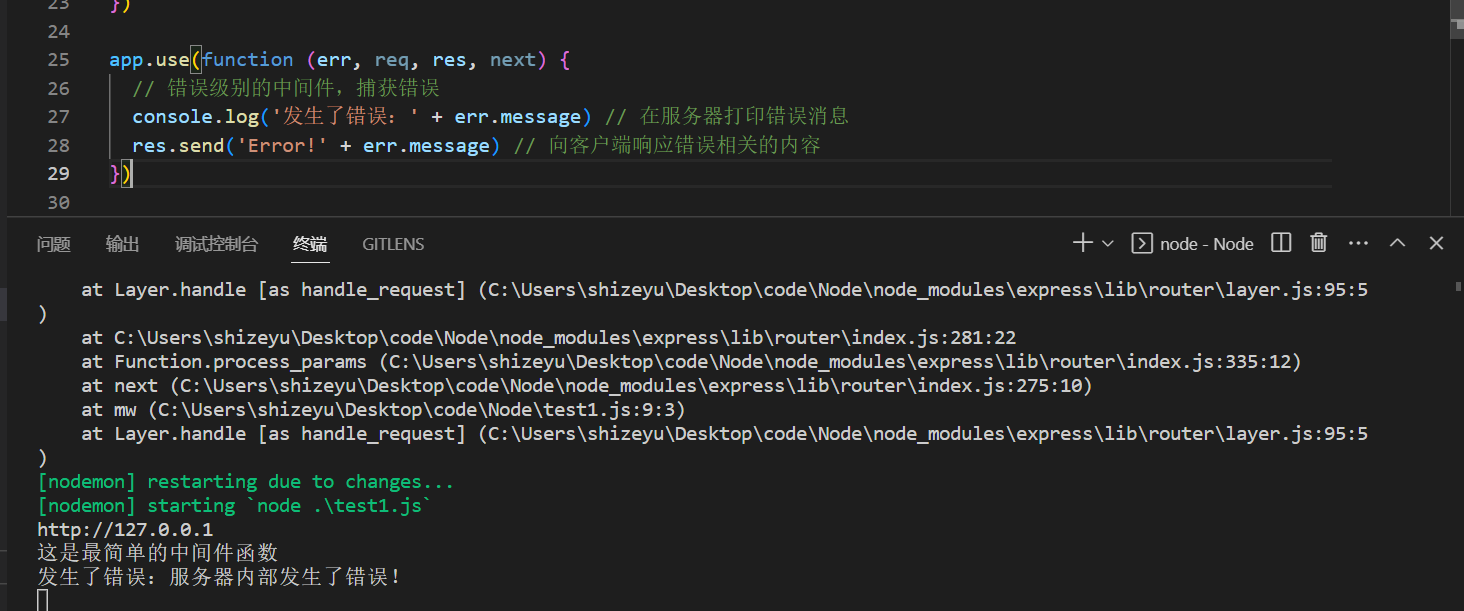 23 })
24
25 app.use(function (err, req, res, next) {
26 // 错误级别的中间件，捕获错误
27 console.log('发生了错误：' + err.message) // 在服务器打印错误消息
28 res.send('Error!' + err.message) // 向客户端响应错误相关的内容
29 })
30
问题 输出 调试控制台 终端 GITLENS node - Node
at Layer.handle [as handle_request] (C:\Users\shizeyu\Desktop\code\Node\node_modules\express\lib\router\layer.js:95:5
)
at C:\Users\shizeyu\Desktop\code\Node\node_modules\express\lib\router\index.js:281:22
at Function.process_params (C:\Users\shizeyu\Desktop\code\Node\node_modules\express\lib\router\index.js:335:12)
at next (C:\Users\shizeyu\Desktop\code\Node\node_modules\express\lib\router\index.js:275:10)
at mw (C:\Users\shizeyu\Desktop\code\Node\test1.js:9:3)
at Layer.handle [as handle_request] (C:\Users\shizeyu\Desktop\code\Node\node_modules\express\lib\router\layer.js:95:5
)
[nodemon] restarting due to changes...
[nodemon] starting `node .\test1.js`
http://127.0.0.1
这是最简单的中间件函数
发生了错误：服务器内部发生了错误！